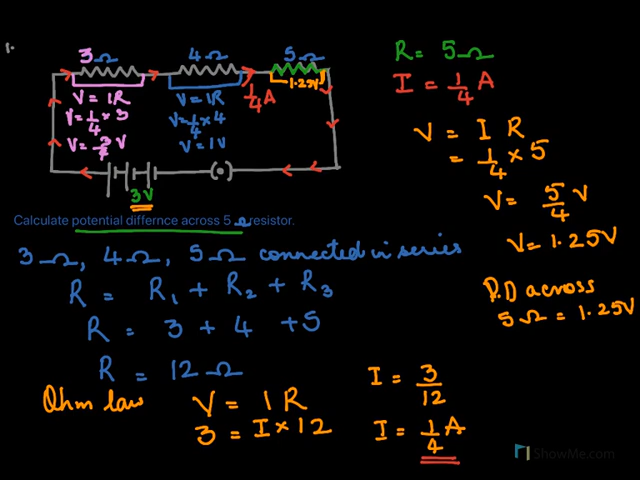 1.
3Ω 4Ω 5Ω
1.25V
V = IR
V = 1/4 × 3
V = 3/4 V
V = IR
V = 1/4 × 4
V = 1V
1/4 A
3V
Calculate potential differnce across 5 Ω resistor.
3Ω, 4Ω, 5Ω connected in series
R = R1 + R2 + R3
R = 3 + 4 + 5
R = 12 Ω
Ohm law
V = I R
3 = I × 12
I = 3/12
I = 1/4 A
R = 5Ω
I = 1/4 A
V = I R
= 1/4 × 5
V = 5/4 V
V = 1.25V
P.D across
5Ω = 1.25V
ShowMe.com